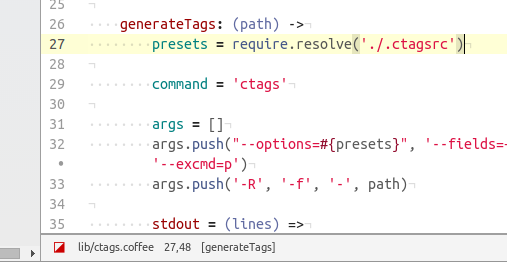 25
26 generateTags: (path) ->
27 presets = require.resolve('./.ctagsrc')
28
29 command = 'ctags'
30
31 args = []
32 args.push("--options=#{presets}", '--fields=
• '--excmd=p')
33 args.push('-R', '-f', '-', path)
34
35 stdout = (lines) =>
lib/ctags.coffee 27,48 [generateTags]